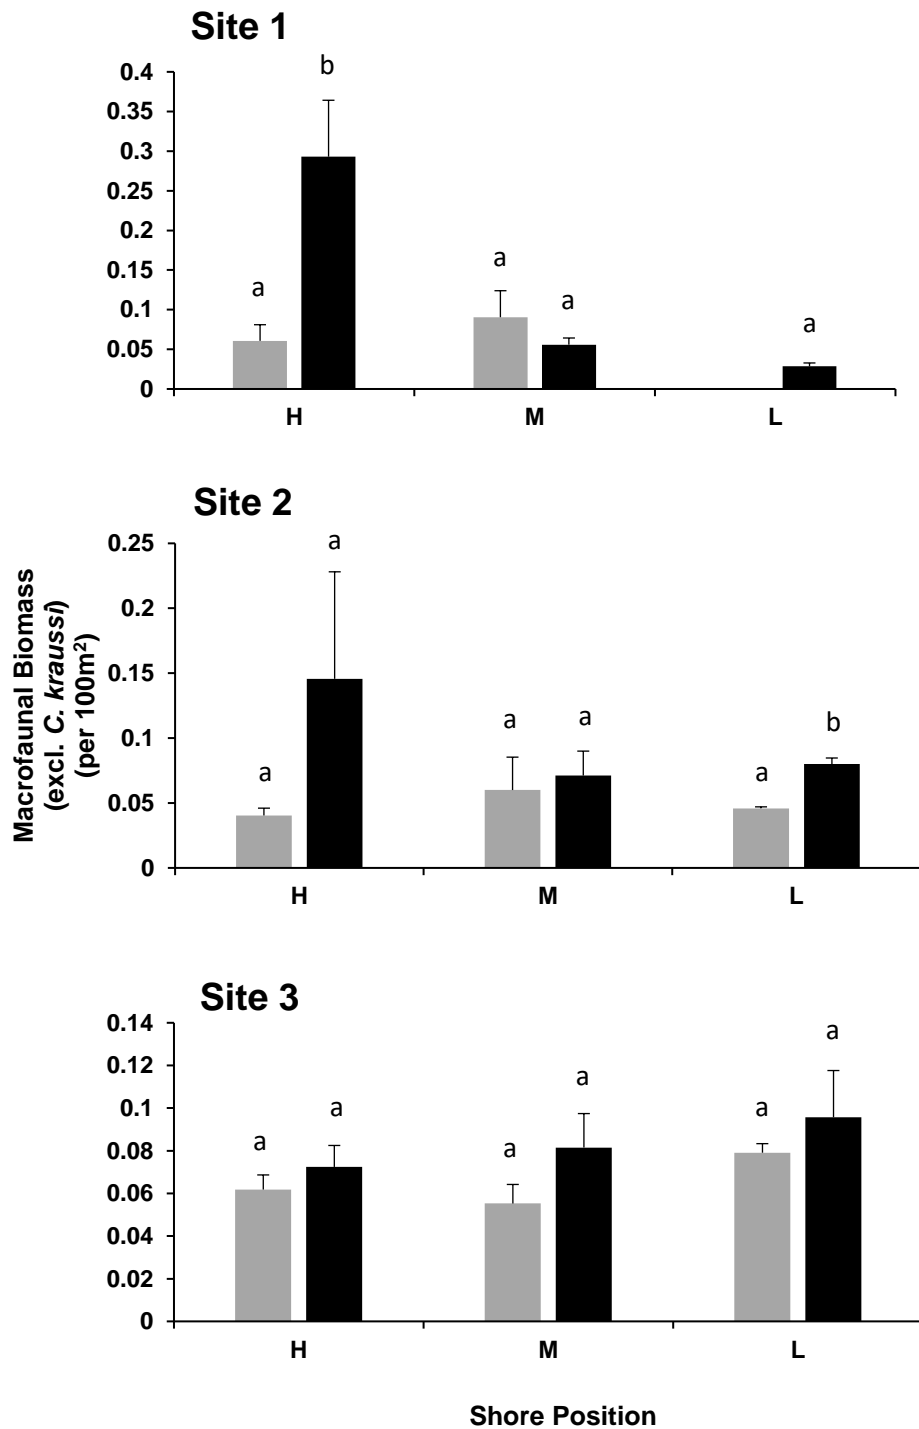 Site 1
b
0.4
0.35
0.3
0.25
a
0.2
a
a
a
0.15
0.1
0.05
0
H
M
L
Site 2
a
0.25
0.2
a
a
b
0.15
a
a
0.1
0.05
0
H
M
L
Macrofaunal Biomass
(excl. C. kraussi)
(per 100m²)
Site 3
0.14
a
0.12
a
a
a
0.1
a
a
0.08
0.06
0.04
0.02
0
H
M
L
Shore Position